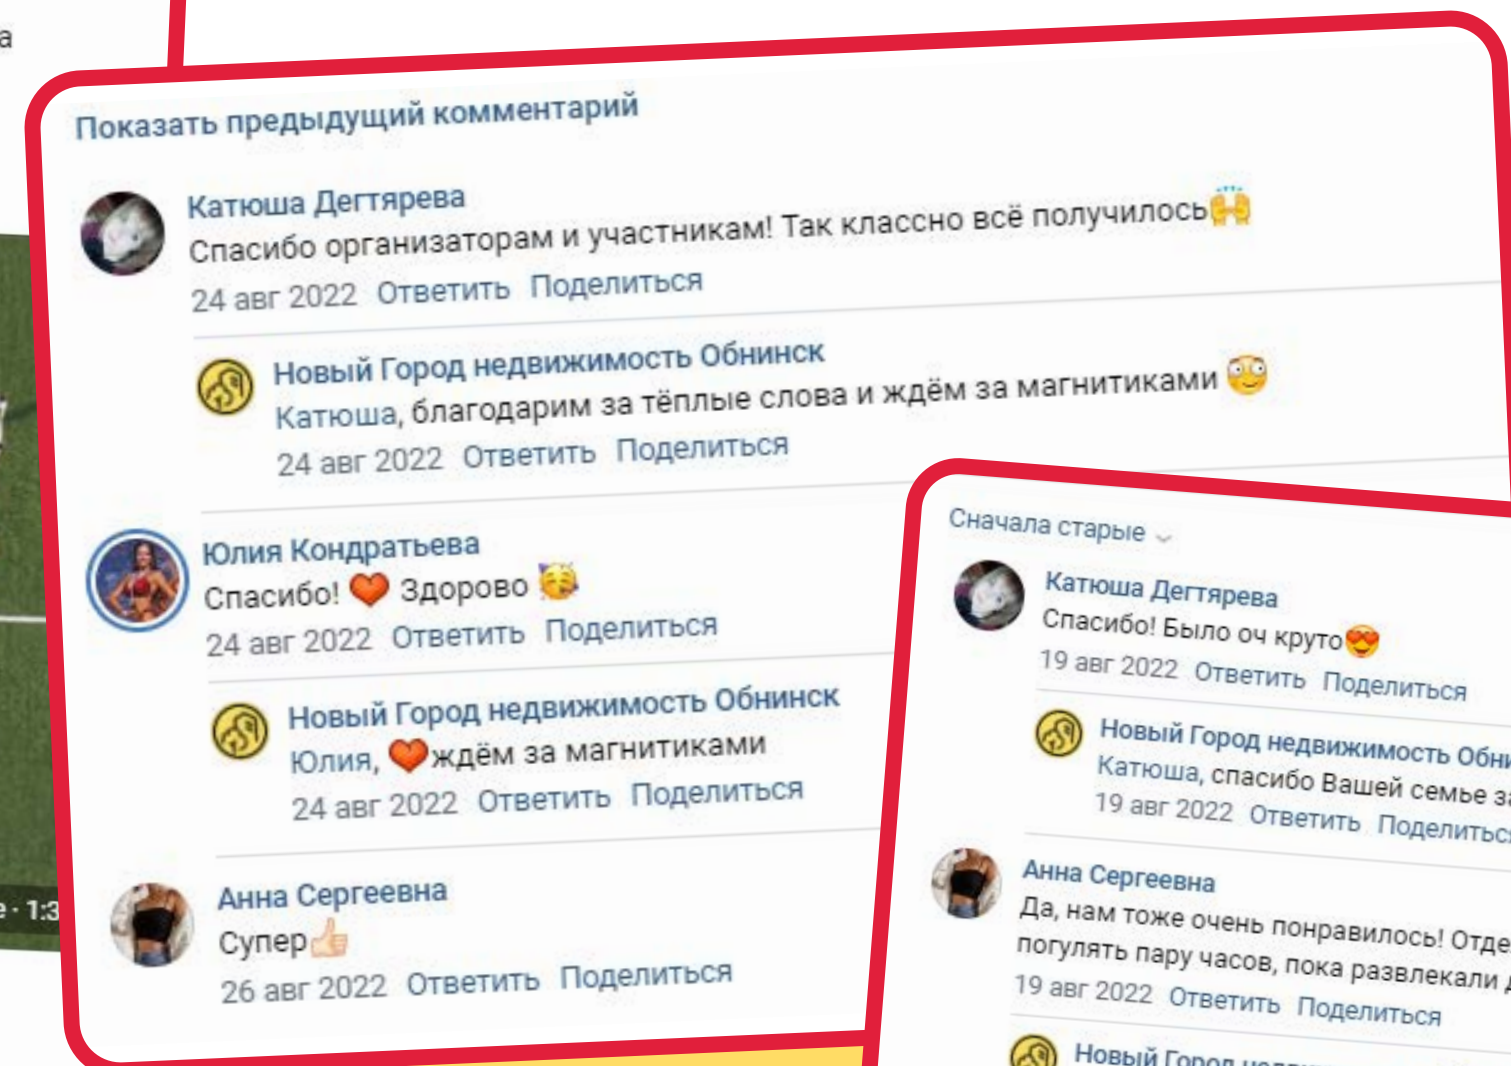 а
Показать предыдущий комментарий
Катюша Дегтярева
Спасибо организаторам и участникам! Так классно всё получилось🙌
24 авг 2022 Ответить Поделиться
Новый Город недвижимость Обнинск
Катюша, благодарим за тёплые слова и ждём за магнитиками 😳
24 авг 2022 Ответить Поделиться
Юлия Кондратьева
Спасибо! ❤ Здорово 🥳
24 авг 2022 Ответить Поделиться
Новый Город недвижимость Обнинск
Юлия, ❤ждём за магнитиками
24 авг 2022 Ответить Поделиться
Анна Сергеевна
Супер👍🏻
26 авг 2022 Ответить Поделиться
Сначала старые
Катюша Дегтярева
Спасибо! Было оч круто😍
19 авг 2022 Ответить Поделиться
Новый Город недвижимость
Катюша, спасибо Вашей семье
19 авг 2022 Ответить
Анна Сергеевна
Да, нам тоже очень понравилось!
погулять пару часов, пока развлекали
19 авг 2022 Ответить Поделиться
Новый Город